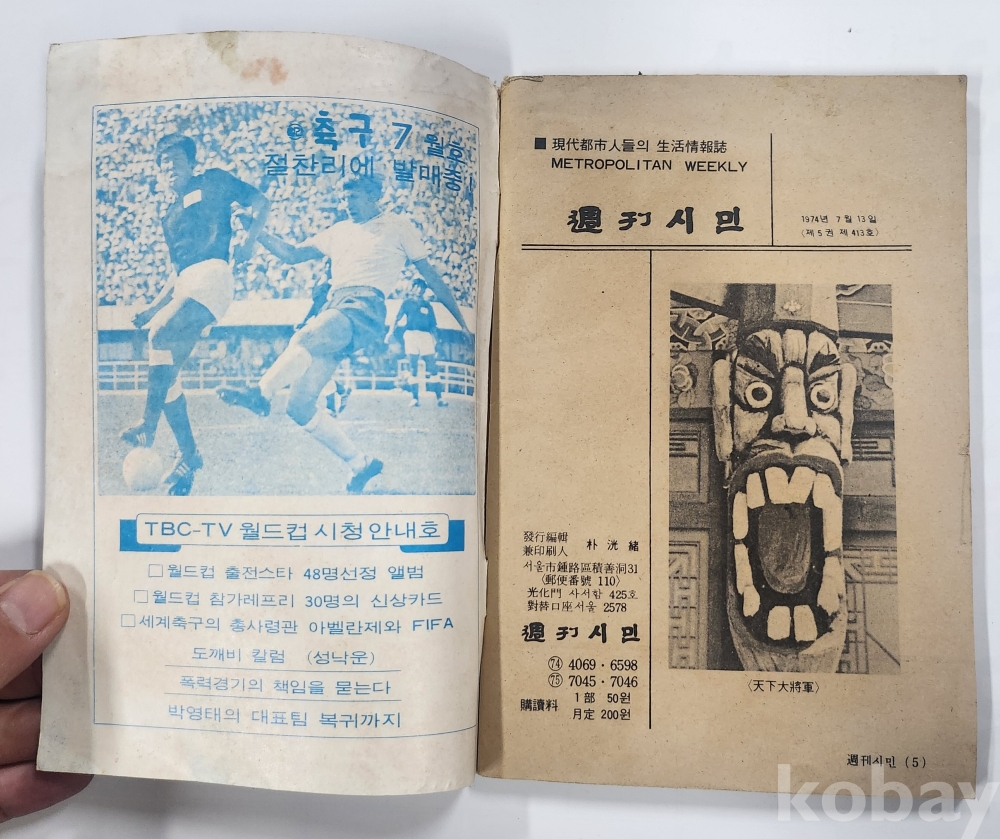 축구 7 월호
절찬리에 발매중!
TBC-TV 월드컵 시청안내호
□ 월드컵 출전스타 48명선정 앨범
□ 월드컵 참가레프리 30명의 신상카드
□ 세계축구의 총사령관 아벨란제와 FIFA
도깨비 칼럼 (성낙운)
폭력경기의 책임을 묻는다
박영태의 대표팀 복귀까지
■ 現代都市人들의 生活情報誌
METROPOLITAN WEEKLY
週刊시민
1974년 7월 13일
〈제5권 제413호〉
發行編輯
兼印刷人 朴洸緖
서울市鍾路區積善洞31
〈郵便番號 110〉
光化門 사서함 425호
對替口座서울 2578
週刊시민
㉔ 4069·6598
㉕ 7045·7046
購讀料 1部 50원
月定 200원
〈天下大將軍〉
週刊시민 (5)
kobay